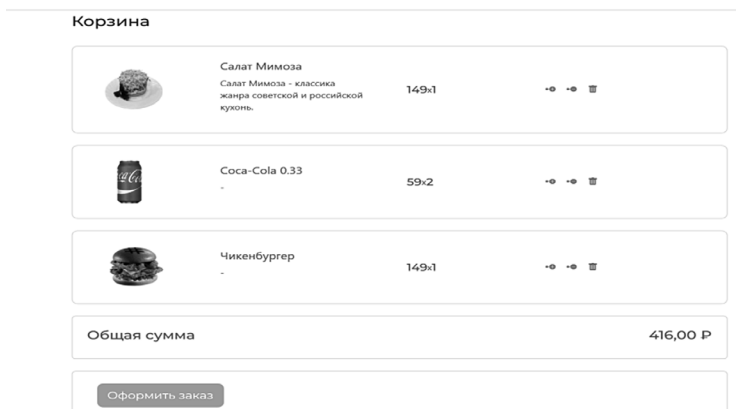 Корзина
Салат Мимоза
Салат Мимоза - классика
жанра советской и российской
кухонь.
149x1
Coca-Cola 0.33
-
59x2
Чикенбургер
-
149x1
Общая сумма
416,00 ₽
Оформить заказ